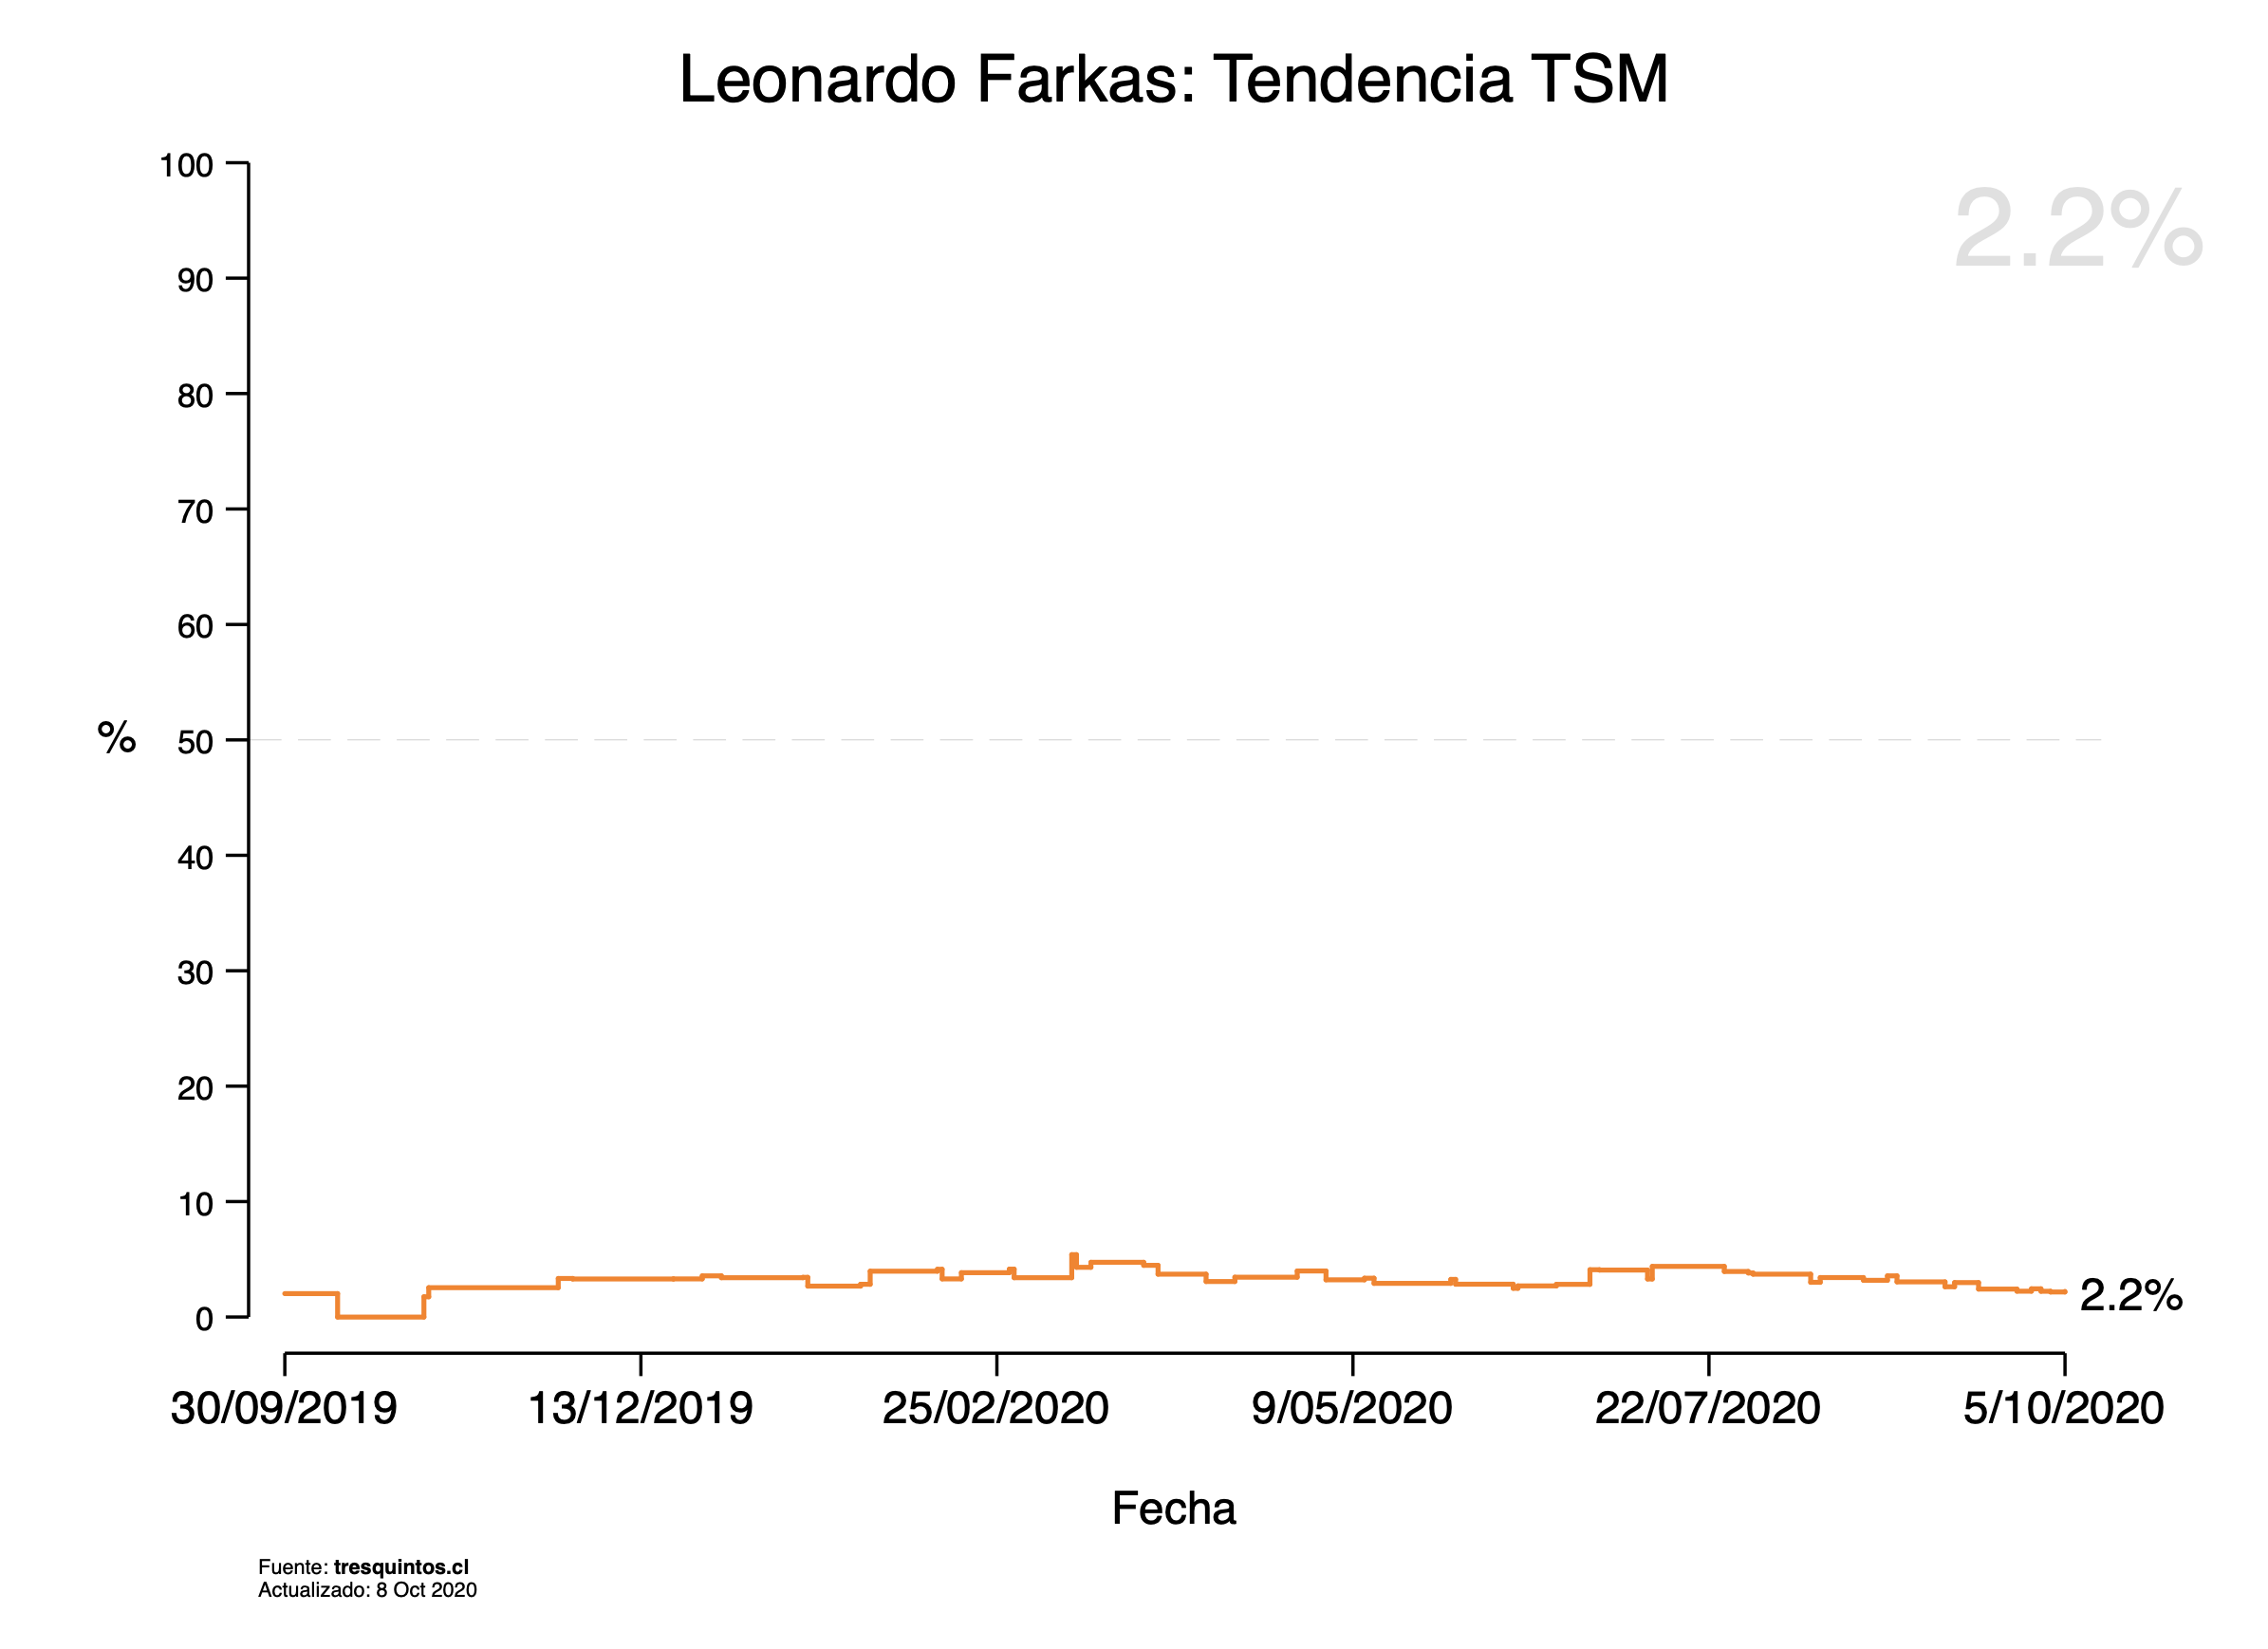 Leonardo Farkas: Tendencia TSM
2.2%
100
90
80
70
60
50
40
30
20
10
0
%
2.2%
30/09/2019 13/12/2019 25/02/2020 9/05/2020 22/07/2020 5/10/2020
Fecha
Fuente: tresquintos.cl
Actualizado: 8 Oct 2020